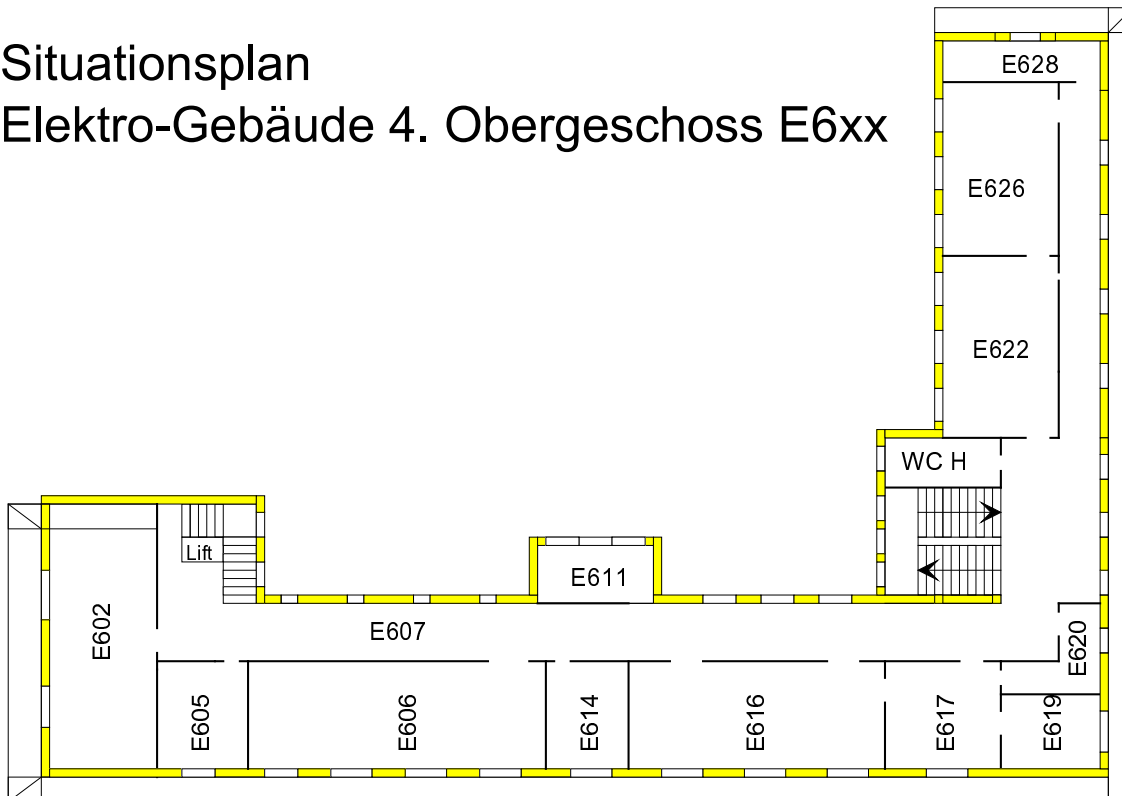 Situationsplan
Elektro-Gebäude 4. Obergeschoss E6xx
E628
E626
E622
WC H
Lift
E611
E602
E607
E620
E605
E606
E614
E616
E617
E619